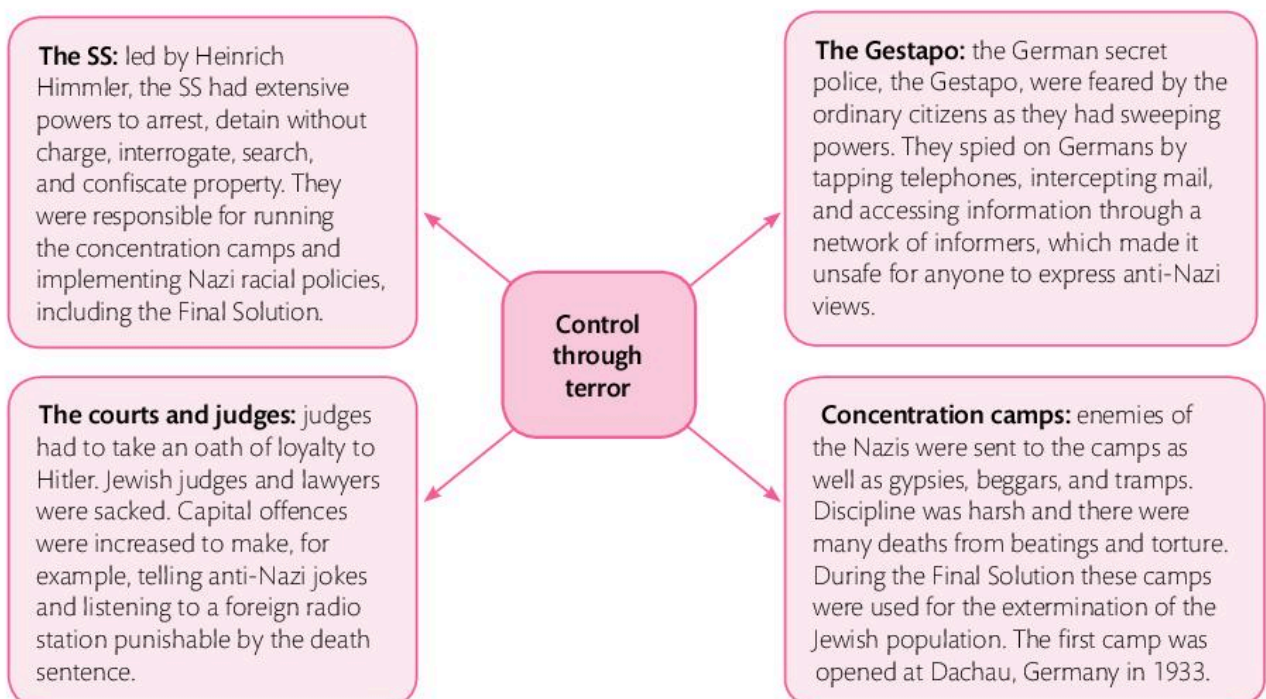 The SS: led by Heinrich
Himmler, the SS had extensive
powers to arrest, detain without
charge, interrogate, search,
and confiscate property. They
were responsible for running
the concentration camps and
implementing Nazi racial policies,
including the Final Solution.
The Gestapo: the German secret
police, the Gestapo, were feared by the
ordinary citizens as they had sweeping
powers. They spied on Germans by
tapping telephones, intercepting mail,
and accessing information through a
network of informers, which made it
unsafe for anyone to express anti-Nazi
views.
Control
through
terror
The courts and judges: judges
had to take an oath of loyalty to
Hitler. Jewish judges and lawyers
were sacked. Capital offences
were increased to make, for
example, telling anti-Nazi jokes
and listening to a foreign radio
station punishable by the death
sentence.
Concentration camps: enemies of
the Nazis were sent to the camps as
well as gypsies, beggars, and tramps.
Discipline was harsh and there were
many deaths from beatings and torture.
During the Final Solution these camps
were used for the extermination of the
Jewish population. The first camp was
opened at Dachau, Germany in 1933.